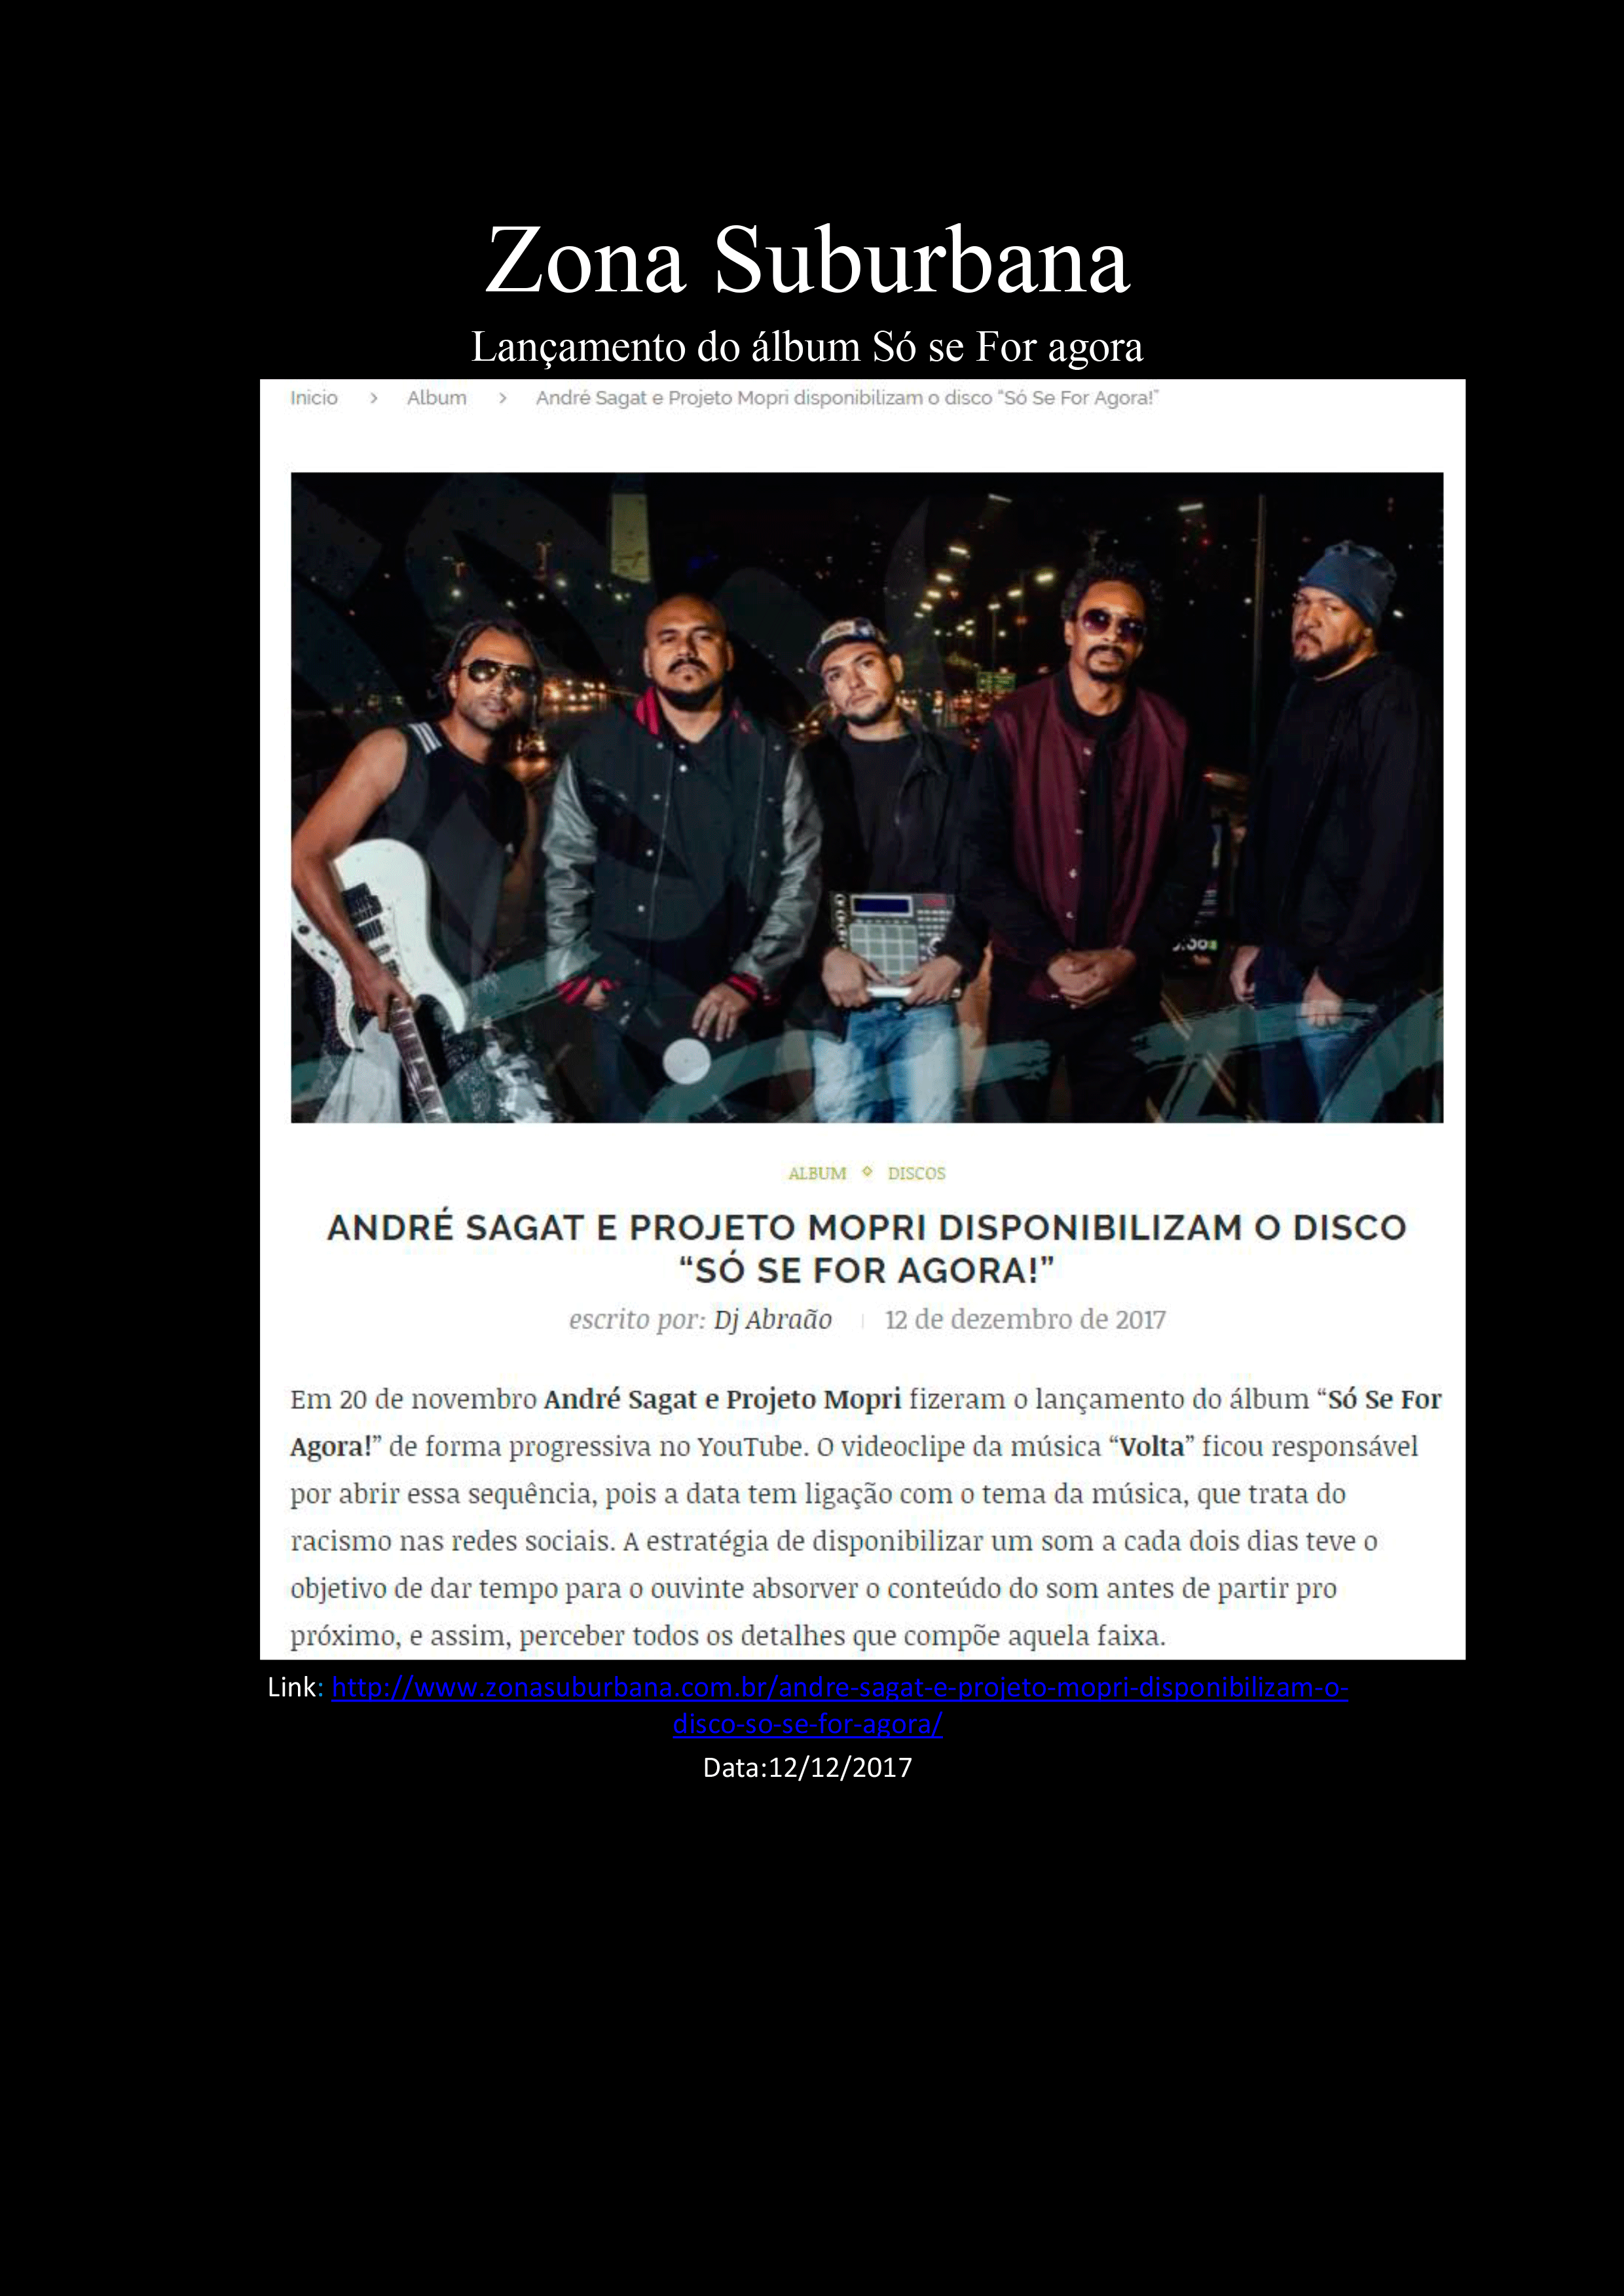 Zona Suburbana
Lançamento do álbum Só se For agora
Inicio > Album > André Sagat e Projeto Mopri disponibilizam o disco “Só Se For Agora!”
ALBUM ◇ DISCOS
ANDRÉ SAGAT E PROJETO MOPRI DISPONIBILIZAM O DISCO
“SÓ SE FOR AGORA!”
escrito por: Dj Abraão | 12 de dezembro de 2017
Em 20 de novembro André Sagat e Projeto Mopri fizeram o lançamento do álbum “Só Se For
Agora!” de forma progressiva no YouTube. O videoclipe da música “Volta” ficou responsável
por abrir essa sequência, pois a data tem ligação com o tema da música, que trata do
racismo nas redes sociais. A estratégia de disponibilizar um som a cada dois dias teve o
objetivo de dar tempo para o ouvinte absorver o conteúdo do som antes de partir pro
próximo, e assim, perceber todos os detalhes que compõe aquela faixa.
Link: http://www.zonasuburbana.com.br/andre-sagat-e-projeto-mopri-disponibilizam-o-
disco-so-se-for-agora/
Data:12/12/2017